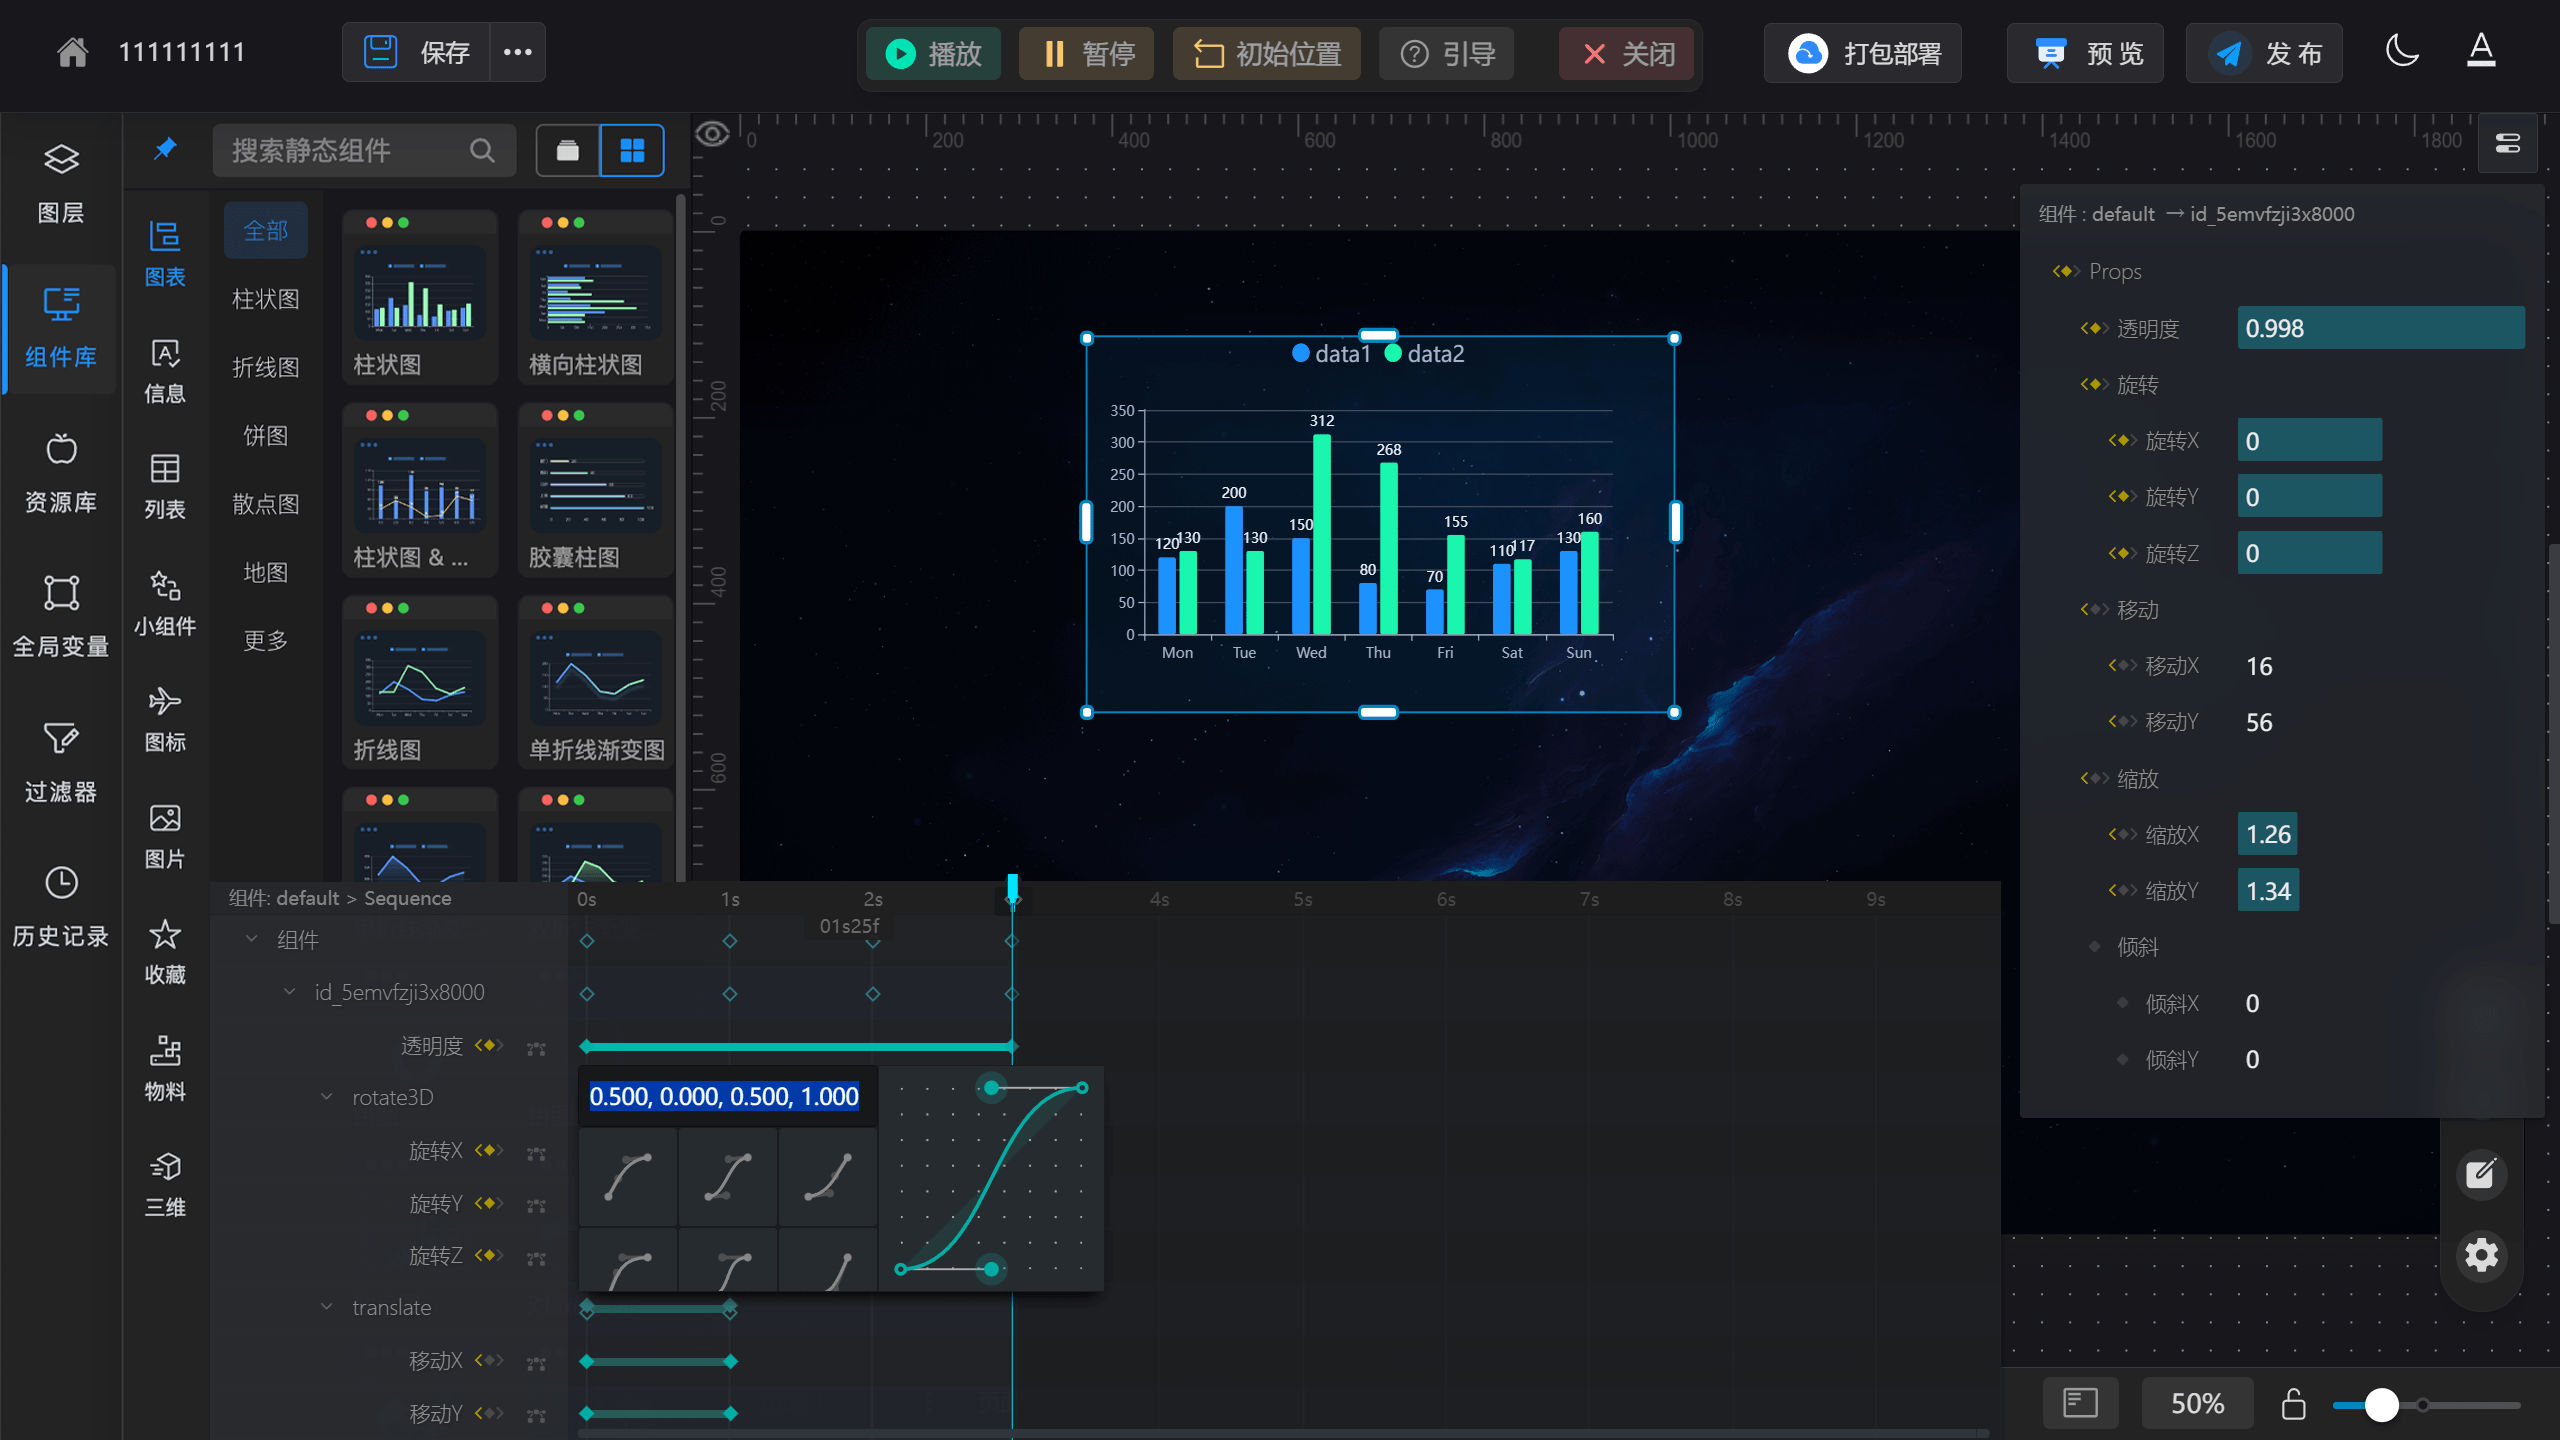 111111111
保存
播放
暂停
初始位置
引导
关闭
打包部署
预览
发布
图层
组件库
资源库
全局变量
过滤器
历史记录
搜索静态组件
图表
信息
列表
小组件
图标
图片
收藏
物料
三维
全部
柱状图
折线图
饼图
散点图
地图
更多
柱状图
横向柱状图
柱状图 & ...
胶囊柱图
折线图
单折线渐变图
0 200 400 600 800 1000 1200 1400 1600 1800
0
200
400
600
data1 data2
350
300
250
200
150
100
50
0
120 130 200 130 150 312 80 268 70 155 110 117 130 160
Mon Tue Wed Thu Fri Sat Sun
组件 : default → id_5emvfzji3x8000
Props
透明度 0.998
旋转
旋转X 0
旋转Y 0
旋转Z 0
移动
移动X 16
移动Y 56
缩放
缩放X 1.26
缩放Y 1.34
倾斜
倾斜X 0
倾斜Y 0
组件: default > Sequence
0s 1s 2s 4s 5s 6s 7s 8s 9s
01s25f
组件
id_5emvfzji3x8000
透明度
0.500, 0.000, 0.500, 1.000
rotate3D
旋转X
旋转Y
旋转Z
translate
移动X
移动Y
50%